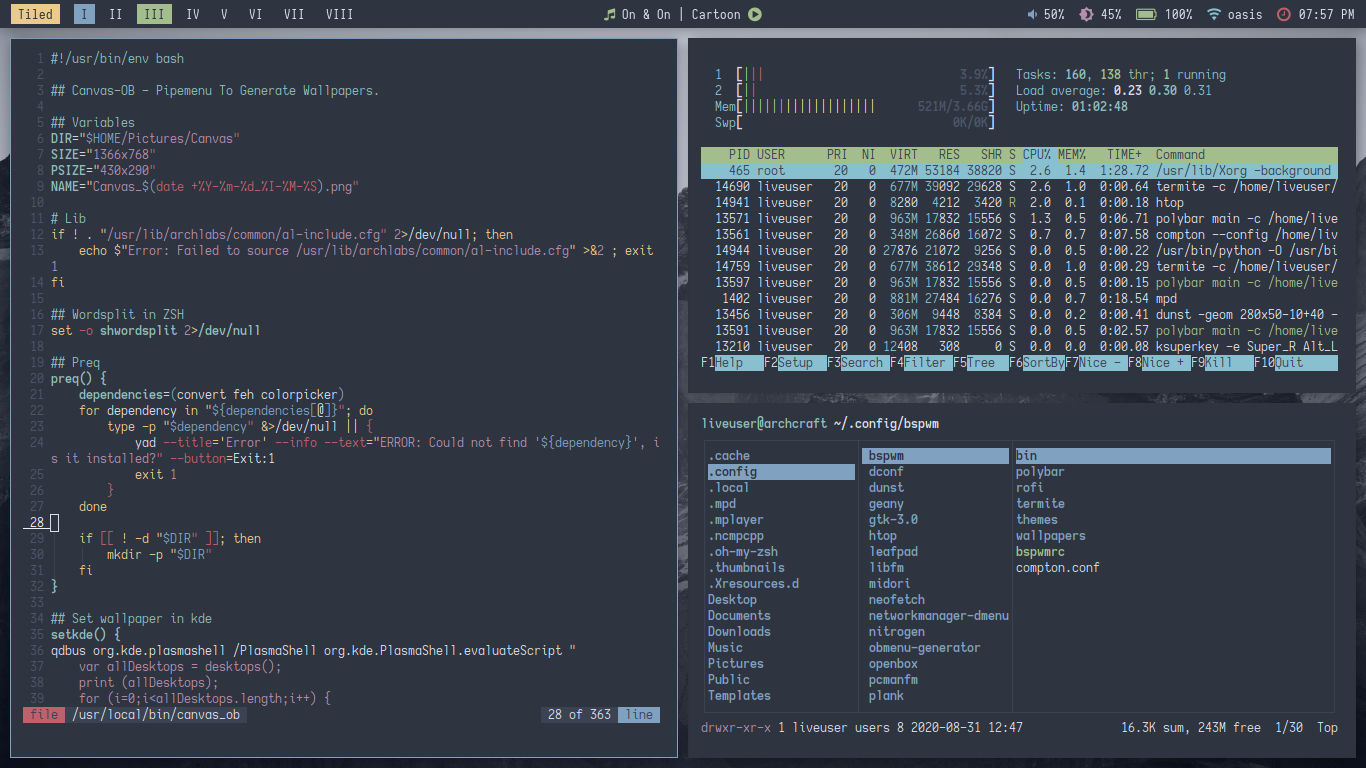 Tiled I II III IV V VI VII VIII On & On | Cartoon 50% 45% 100% oasis 07:57 PM
1 #!/usr/bin/env bash
2
3 ## Canvas-OB - Pipemenu To Generate Wallpapers.
4
5 ## Variables
6 DIR="$HOME/Pictures/Canvas"
7 SIZE="1366x768"
8 PSIZE="430x290"
9 NAME="Canvas_$(date +%Y-%m-%d_%I-%M-%S).png"
10
11 # Lib
12 if ! . "/usr/lib/archlabs/common/al-include.cfg" 2>/dev/null; then
13     echo $"Error: Failed to source /usr/lib/archlabs/common/al-include.cfg" >&2 ; exit
1
14 fi
15
16 ## Wordsplit in ZSH
17 set -o shwordsplit 2>/dev/null
18
19 ## Preq
20 preq() {
21     dependencies=(convert feh colorpicker)
22     for dependency in "${dependencies[@]}"; do
23         type -p "$dependency" &>/dev/null || {
24             yad --title='Error' --info --text="ERROR: Could not find '${dependency}', i
s it installed?" --button=Exit:1
25             exit 1
26         }
27     done
28
29     if [[ ! -d "$DIR" ]]; then
30         mkdir -p "$DIR"
31     fi
32 }
33
34 ## Set wallpaper in kde
35 setkde() {
36 qdbus org.kde.plasmashell /PlasmaShell org.kde.PlasmaShell.evaluateScript "
37     var allDesktops = desktops();
38     print (allDesktops);
39     for (i=0;i<allDesktops.length;i++) {
file /usr/local/bin/canvas_ob 28 of 363 line
1 [||| 3.9%] Tasks: 160, 138 thr; 1 running
2 [|| 5.3%] Load average: 0.23 0.30 0.31
Mem[||||||||||||||||||| 521M/3.66G] Uptime: 01:02:48
Swp[ 0K/0K]
PID USER PRI NI VIRT RES SHR S CPU% MEM% TIME+ Command
465 root 20 0 472M 53184 38820 S 2.6 1.4 1:28.72 /usr/lib/Xorg -background
14690 liveuser 20 0 677M 39092 29628 S 2.6 1.0 0:00.64 termite -c /home/liveuser/
14941 liveuser 20 0 8280 4212 3420 R 2.0 0.1 0:00.18 htop
13571 liveuser 20 0 963M 17832 15556 S 1.3 0.5 0:06.71 polybar main -c /home/live
13561 liveuser 20 0 348M 26860 16072 S 0.7 0.7 0:07.58 compton --config /home/liv
14944 liveuser 20 0 27876 21072 9256 S 0.0 0.5 0:00.22 /usr/bin/python -O /usr/bi
14759 liveuser 20 0 677M 38612 29348 S 0.0 1.0 0:00.29 termite -c /home/liveuser/
13597 liveuser 20 0 963M 17832 15556 S 0.0 0.5 0:00.15 polybar main -c /home/live
1402 liveuser 20 0 881M 27484 16276 S 0.0 0.7 0:18.54 mpd
13456 liveuser 20 0 306M 9448 8384 S 0.0 0.2 0:00.41 dunst -geom 280x50-10+40 -
13591 liveuser 20 0 963M 17832 15556 S 0.0 0.5 0:02.57 polybar main -c /home/live
13210 liveuser 20 0 12408 308 0 S 0.0 0.0 0:00.08 ksuperkey -e Super_R Alt_L
F1Help F2Setup F3Search F4Filter F5Tree F6SortBy F7Nice - F8Nice + F9Kill F10Quit
liveuser@archcraft ~/.config/bspwm
.cache bspwm bin
.config dconf polybar
.local dunst rofi
.mpd geany termite
.mplayer gtk-3.0 themes
.ncmpcpp htop wallpapers
.oh-my-zsh leafpad bspwmrc
.thumbnails libfm compton.conf
.Xresources.d midori
Desktop neofetch
Documents networkmanager-dmenu
Downloads nitrogen
Music obmenu-generator
Pictures openbox
Public pcmanfm
Templates plank
drwxr-xr-x 1 liveuser users 8 2020-08-31 12:47 16.3K sum, 243M free 1/30 Top